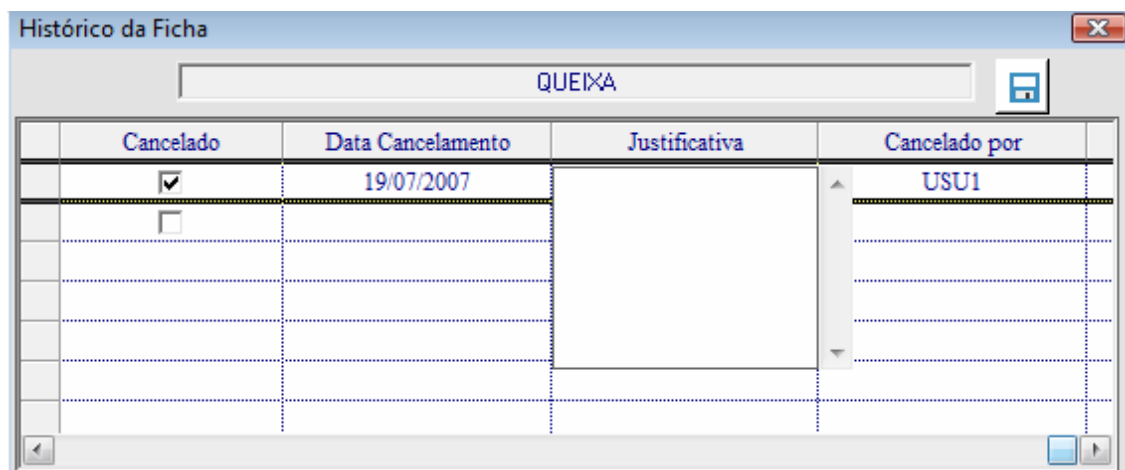 Histórico da Ficha
QUEIXA
Cancelado Data Cancelamento Justificativa Cancelado por
19/07/2007 USU1